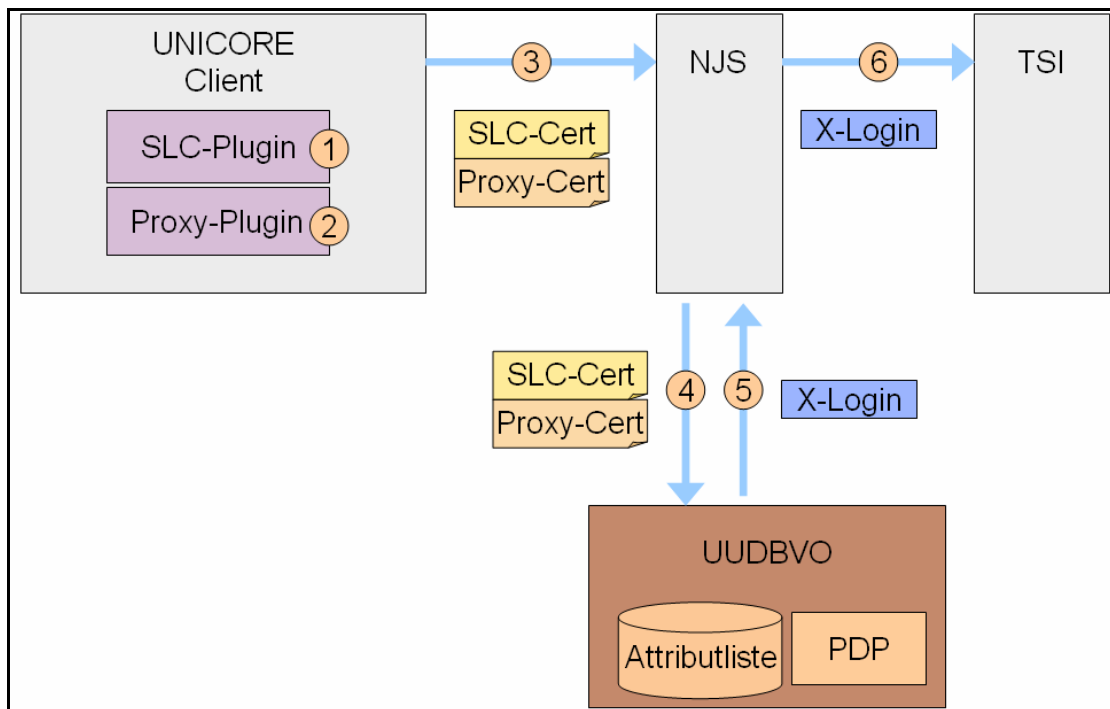 UNICORE
Client
SLC-Plugin 1
Proxy-Plugin 2
3
SLC-Cert
Proxy-Cert
NJS
6
X-Login
TSI
SLC-Cert
Proxy-Cert
4
5
X-Login
UUDBVO
Attributliste
PDP